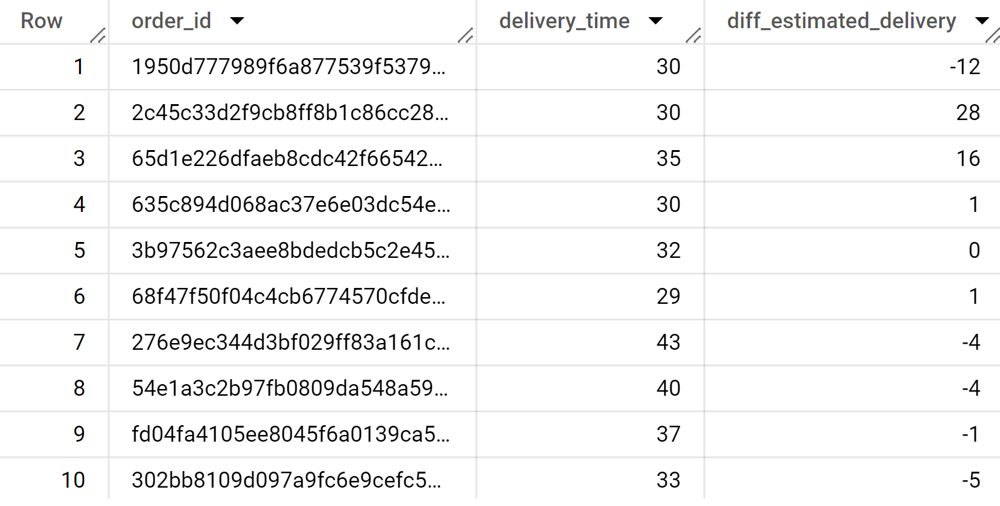 Row order_id delivery_time diff_estimated_delivery
1 1950d777989f6a877539f5379... 30 -12
2 2c45c33d2f9cb8ff8b1c86cc28... 30 28
3 65d1e226dfaeb8cdc42f66542... 35 16
4 635c894d068ac37e6e03dc54e... 30 1
5 3b97562c3aee8bdedcb5c2e45... 32 0
6 68f47f50f04c4cb6774570cfde... 29 1
7 276e9ec344d3bf029ff83a161c... 43 -4
8 54e1a3c2b97fb0809da548a59... 40 -4
9 fd04fa4105ee8045f6a0139ca5... 37 -1
10 302bb8109d097a9fc6e9cefc5... 33 -5